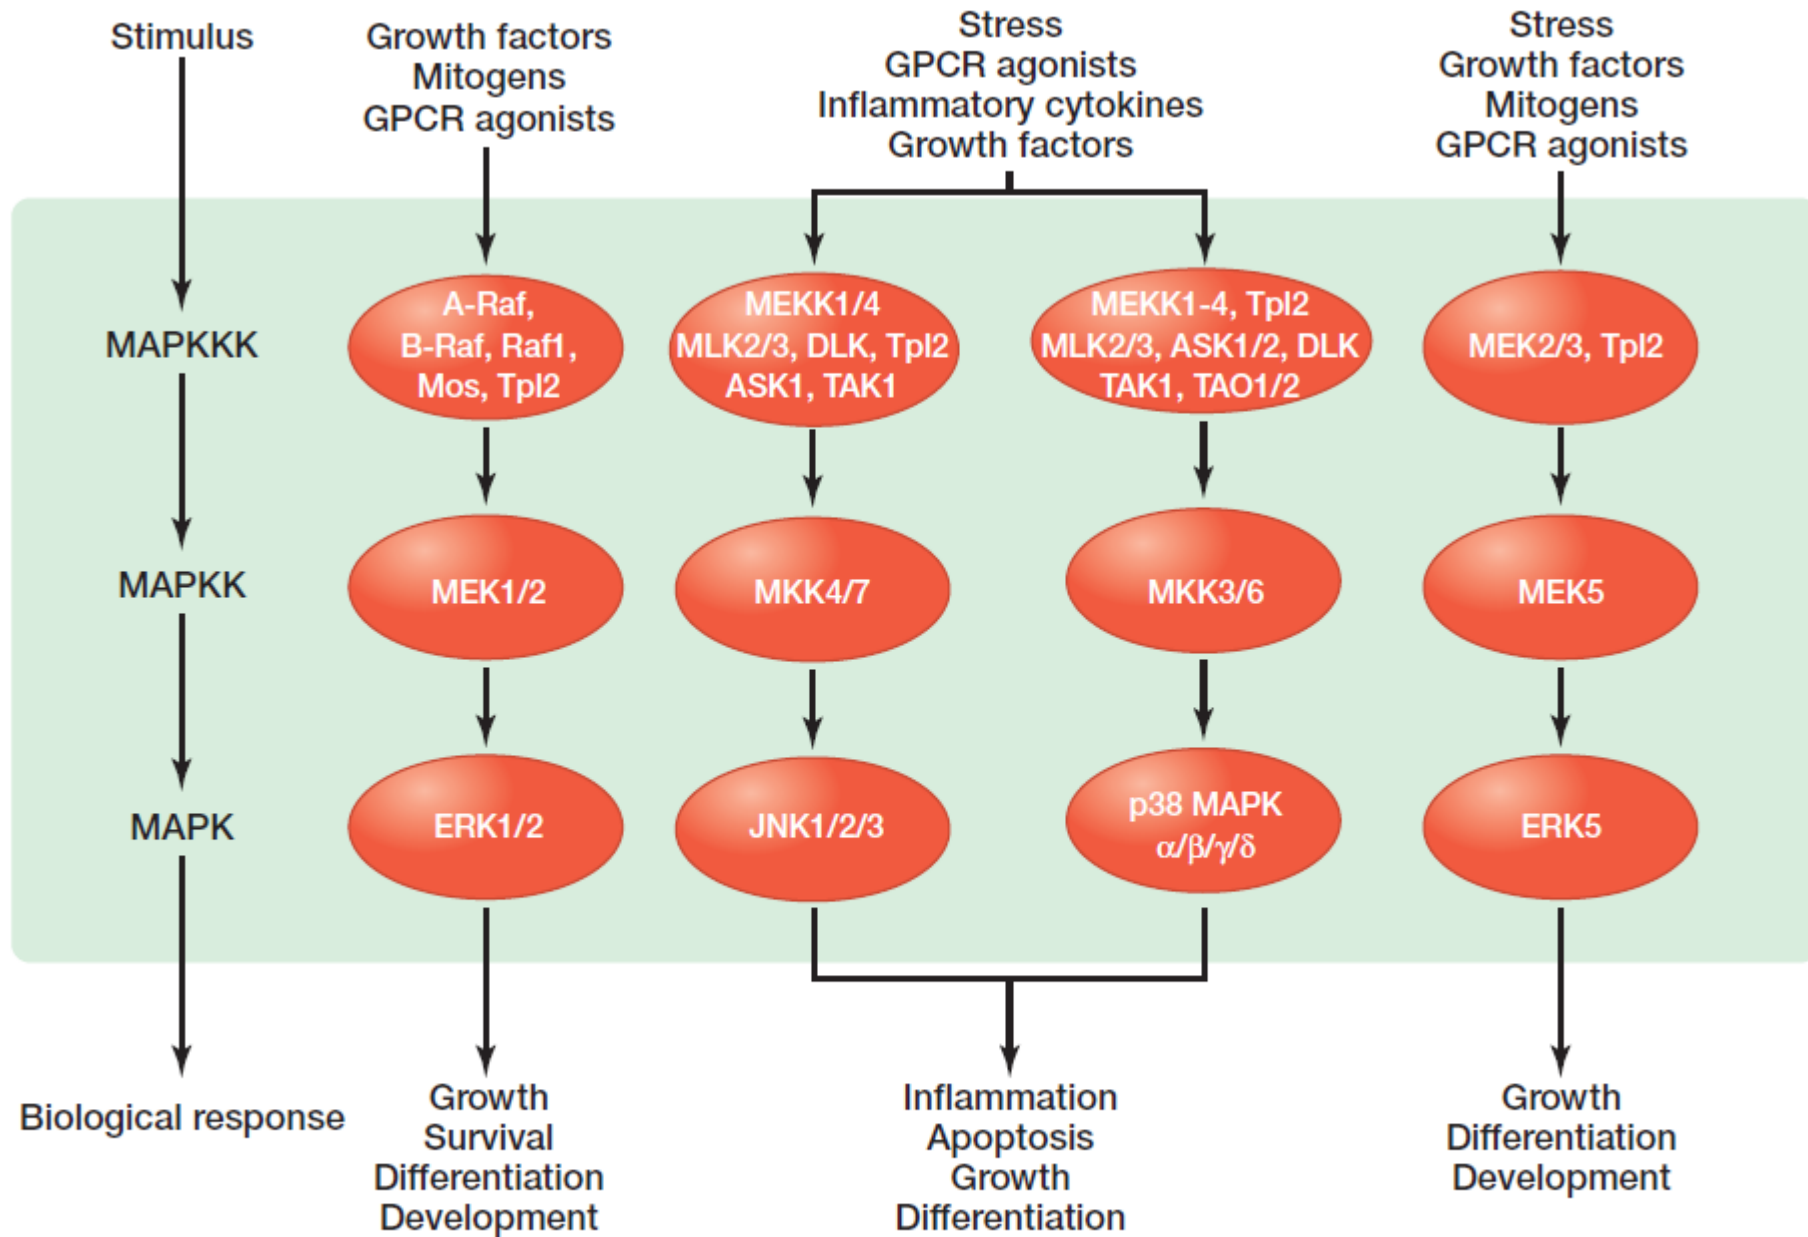 Stimulus
Growth factors
Mitogens
GPCR agonists
Stress
GPCR agonists
Inflammatory cytokines
Growth factors
Stress
Growth factors
Mitogens
GPCR agonists
MAPKKK
A-Raf,
B-Raf, Raf1,
Mos, Tpl2
MEKK1/4
MLK2/3, DLK, Tpl2
ASK1, TAK1
MEKK1-4, Tpl2
MLK2/3, ASK1/2, DLK
TAK1, TAO1/2
MEK2/3, Tpl2
MAPKK
MEK1/2
MKK4/7
MKK3/6
MEK5
MAPK
ERK1/2
JNK1/2/3
p38 MAPK
α/β/γ/δ
ERK5
Biological response
Growth
Survival
Differentiation
Development
Inflammation
Apoptosis
Growth
Differentiation
Growth
Differentiation
Development